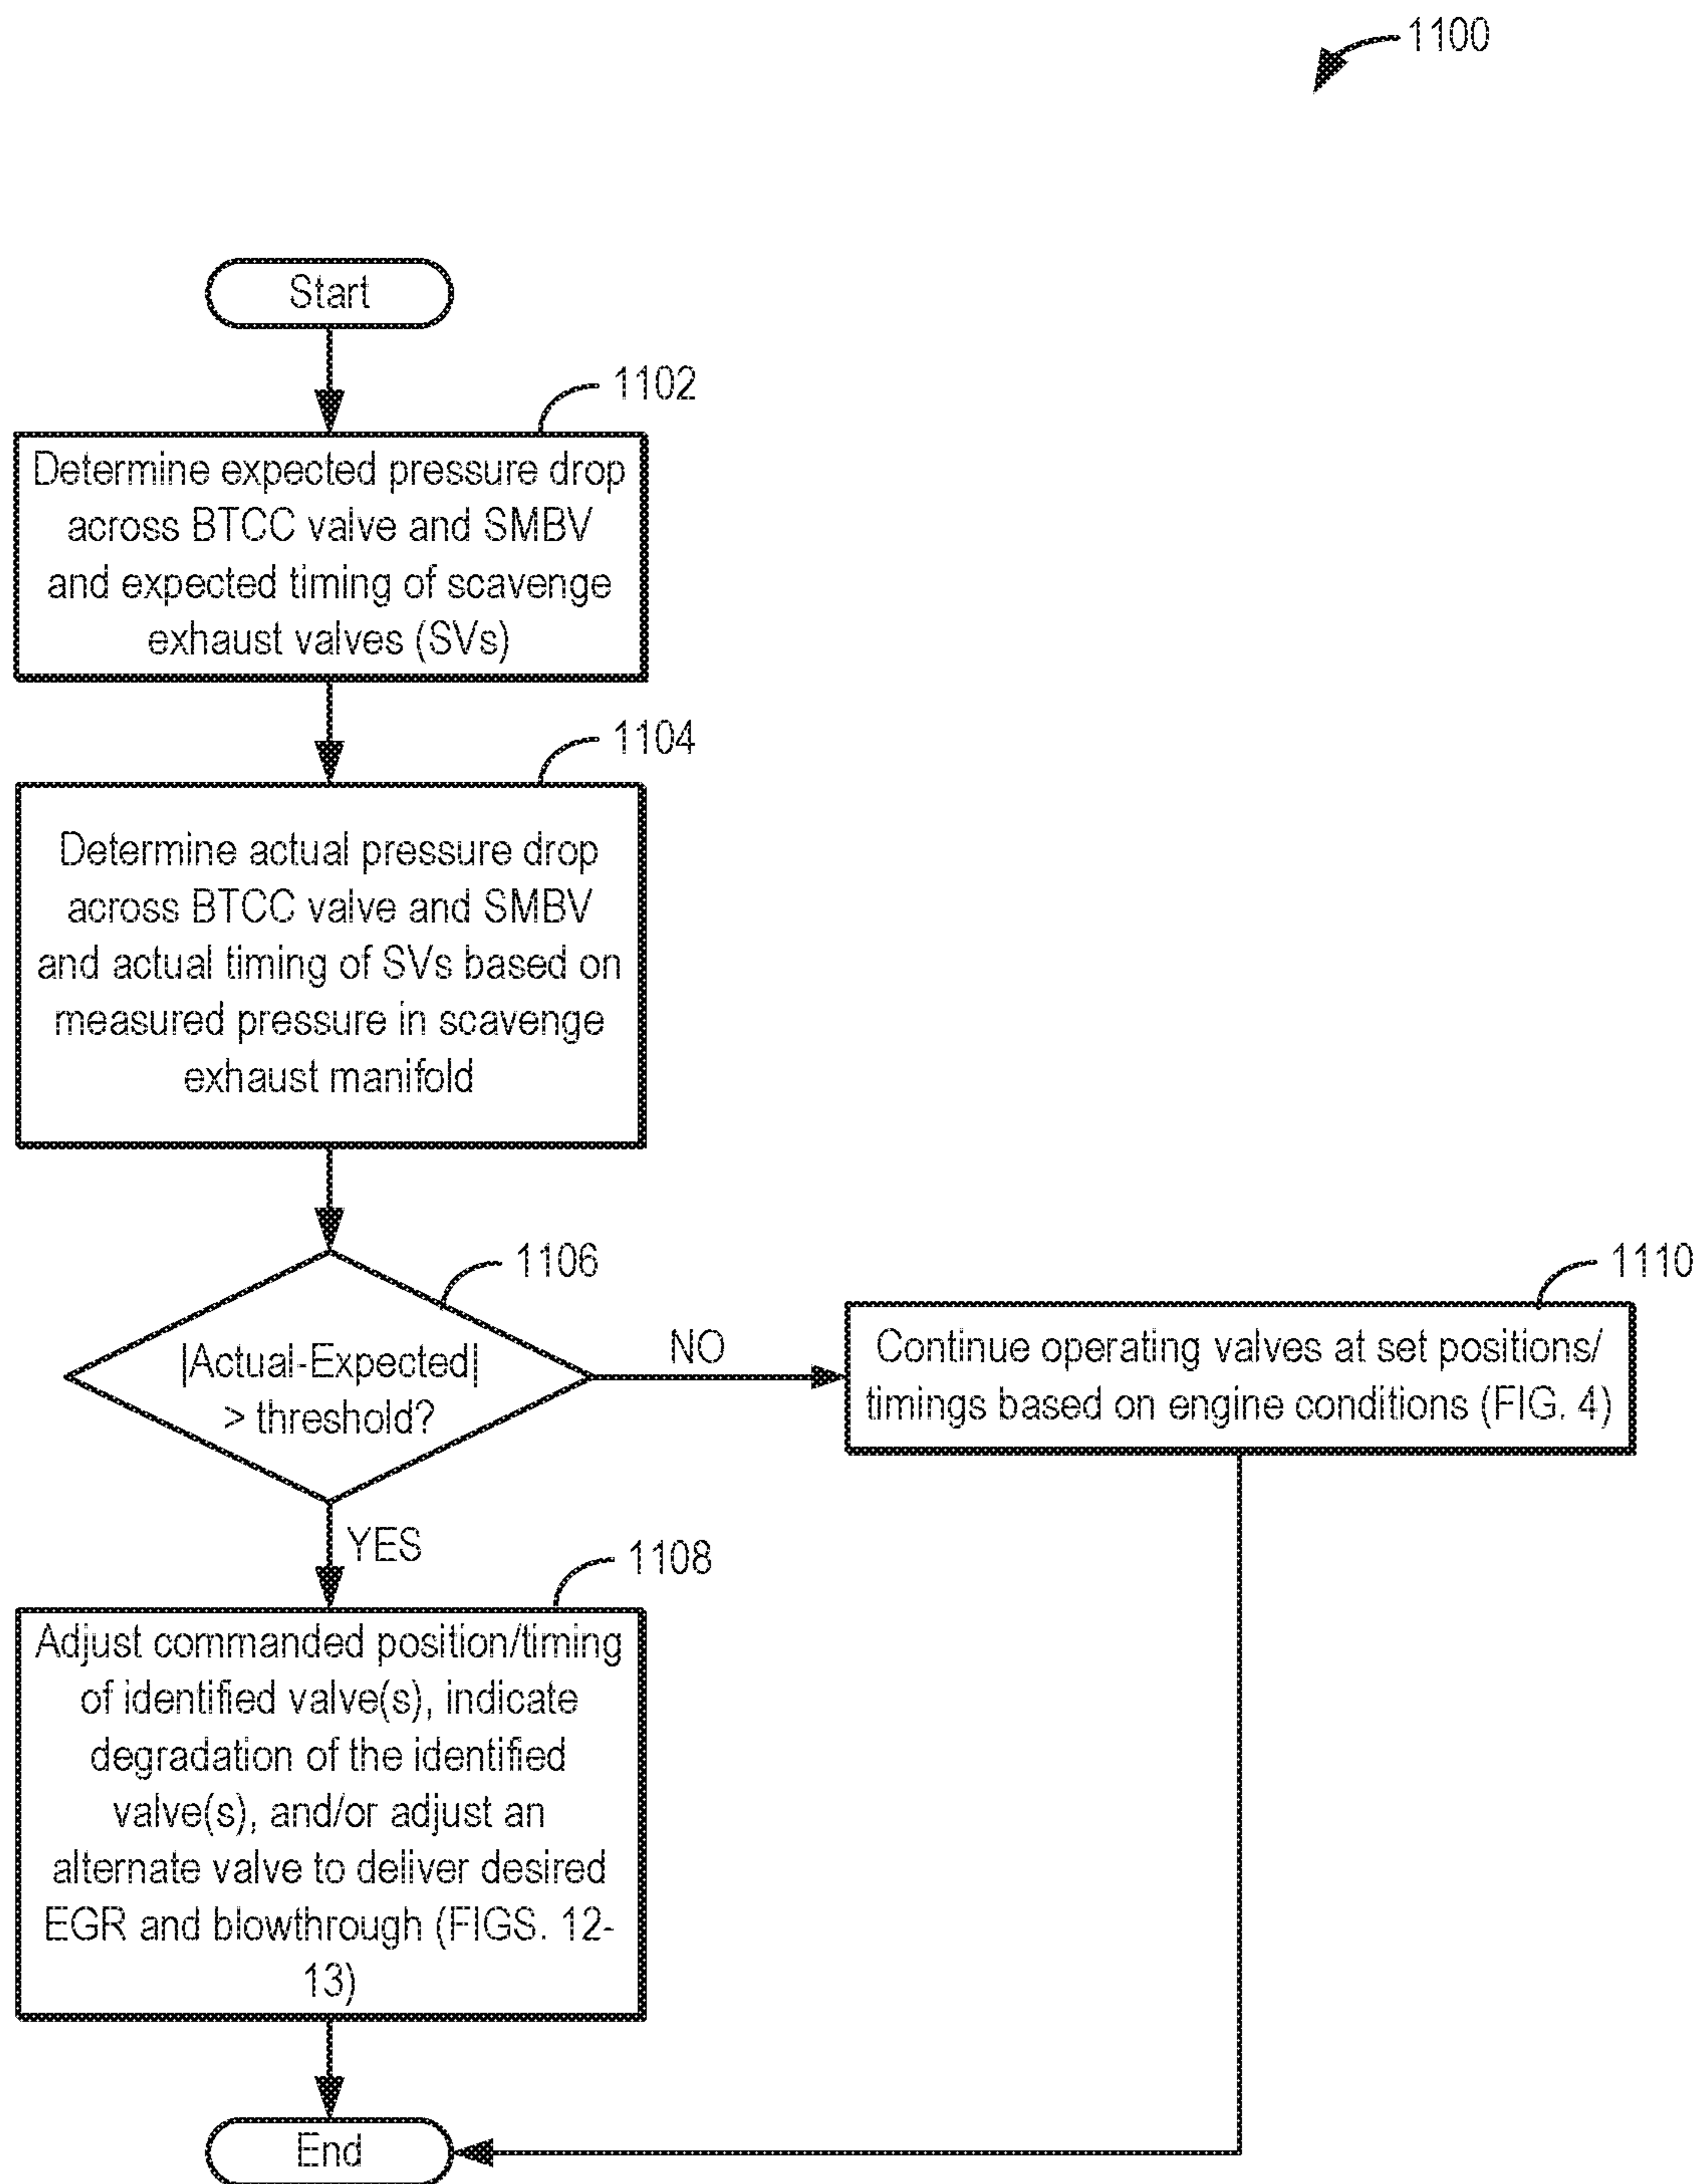 1100
Start
1102
Determine expected pressure drop
across BTCC valve and SMBV
and expected timing of scavenge
exhaust valves (SVs)
1104
Determine actual pressure drop
across BTCC valve and SMBV
and actual timing of SVs based on
measured pressure in scavenge
exhaust manifold
1106
|Actual-Expected|
> threshold?
NO
1110
Continue operating valves at set positions/
timings based on engine conditions (FIG. 4)
YES
1108
Adjust commanded position/timing
of identified valve(s), indicate
degradation of the identified
valve(s), and/or adjust an
alternate valve to deliver desired
EGR and blowthrough (FIGS. 12-
13)
End